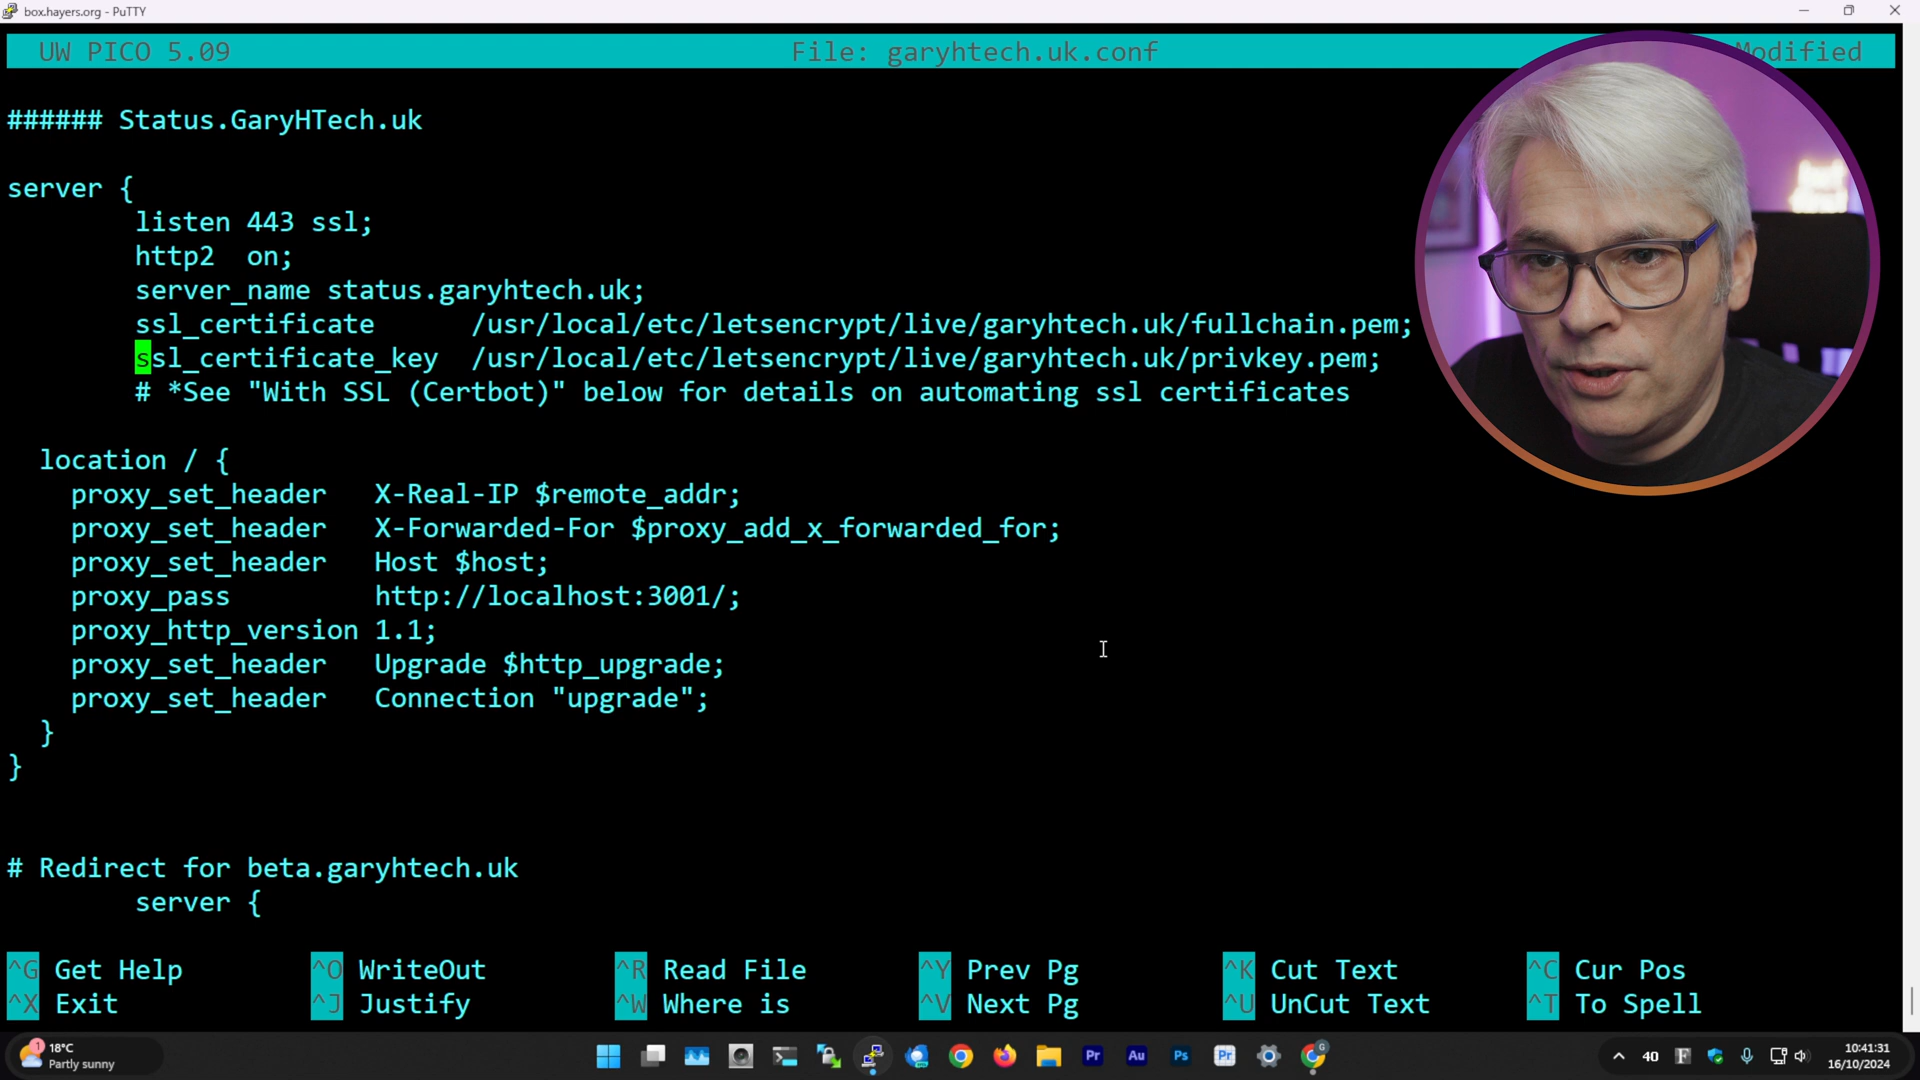 box.hayers.org - PuTTY
UW PICO 5.09 File: garyhtech.uk.conf Modified
###### Status.GaryHTech.uk
server {
listen 443 ssl;
http2 on;
server_name status.garyhtech.uk;
ssl_certificate /usr/local/etc/letsencrypt/live/garyhtech.uk/fullchain.pem;
ssl_certificate_key /usr/local/etc/letsencrypt/live/garyhtech.uk/privkey.pem;
# *See "With SSL (Certbot)" below for details on automating ssl certificates
location / {
proxy_set_header X-Real-IP $remote_addr;
proxy_set_header X-Forwarded-For $proxy_add_x_forwarded_for;
proxy_set_header Host $host;
proxy_pass http://localhost:3001/;
proxy_http_version 1.1;
proxy_set_header Upgrade $http_upgrade;
proxy_set_header Connection "upgrade";
}
}
# Redirect for beta.garyhtech.uk
server {
^G Get Help ^O WriteOut ^R Read File ^Y Prev Pg ^K Cut Text ^C Cur Pos
^X Exit ^J Justify ^W Where is ^V Next Pg ^U UnCut Text ^T To Spell
1 18°C
Partly sunny
Pr Au Ps Pr G
40 F
10:41:31
16/10/2024